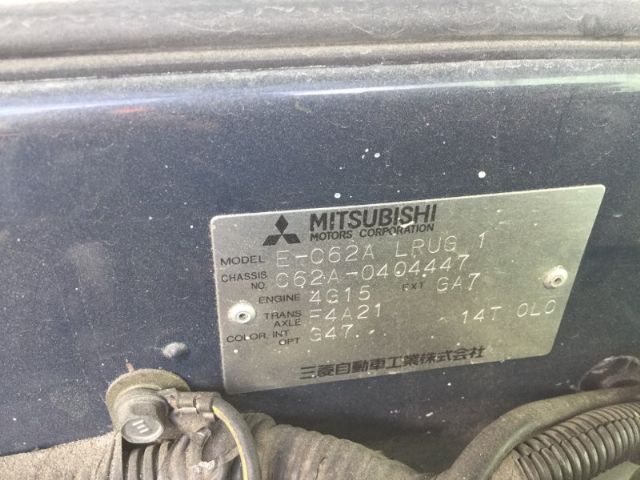 MITSUBISHI
MOTORS CORPORATION
MODEL E-C62A LRUG 1
CHASSIS NO. C62A-0404447
ENGINE 4G15 EXT GA7
TRANS AXLE F4A21 14T 0L0
COLOR, INT OPT G47
三菱自動車工業株式会社